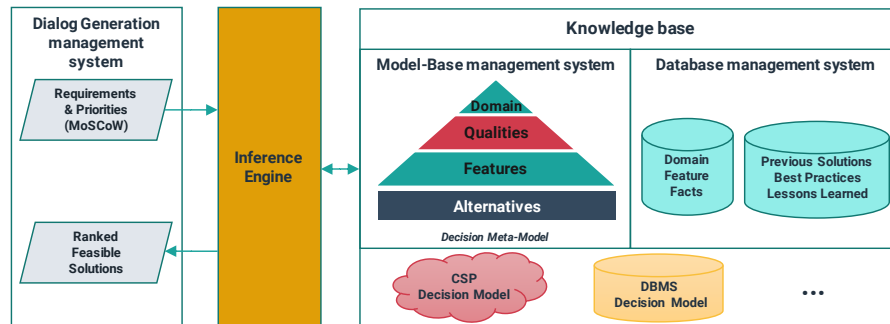 Dialog Generation
management
system
Requirements
& Priorities
(MoSCoW)
Ranked
Feasible
Solutions
Inference
Engine
Knowledge base
Model-Base management system
Domain
Qualities
Features
Alternatives
Decision Meta-Model
Database management system
Domain
Feature
Facts
Previous Solutions
Best Practices
Lessons Learned
CSP
Decision Model
DBMS
Decision Model
...